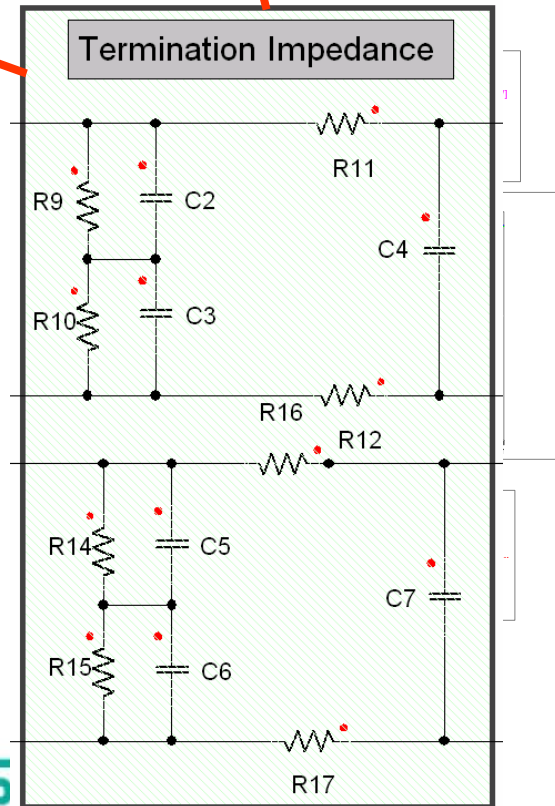 Termination Impedance
R11
R9
C2
C4
R10
C3
R16
R12
R14
C5
C7
R15
C6
R17